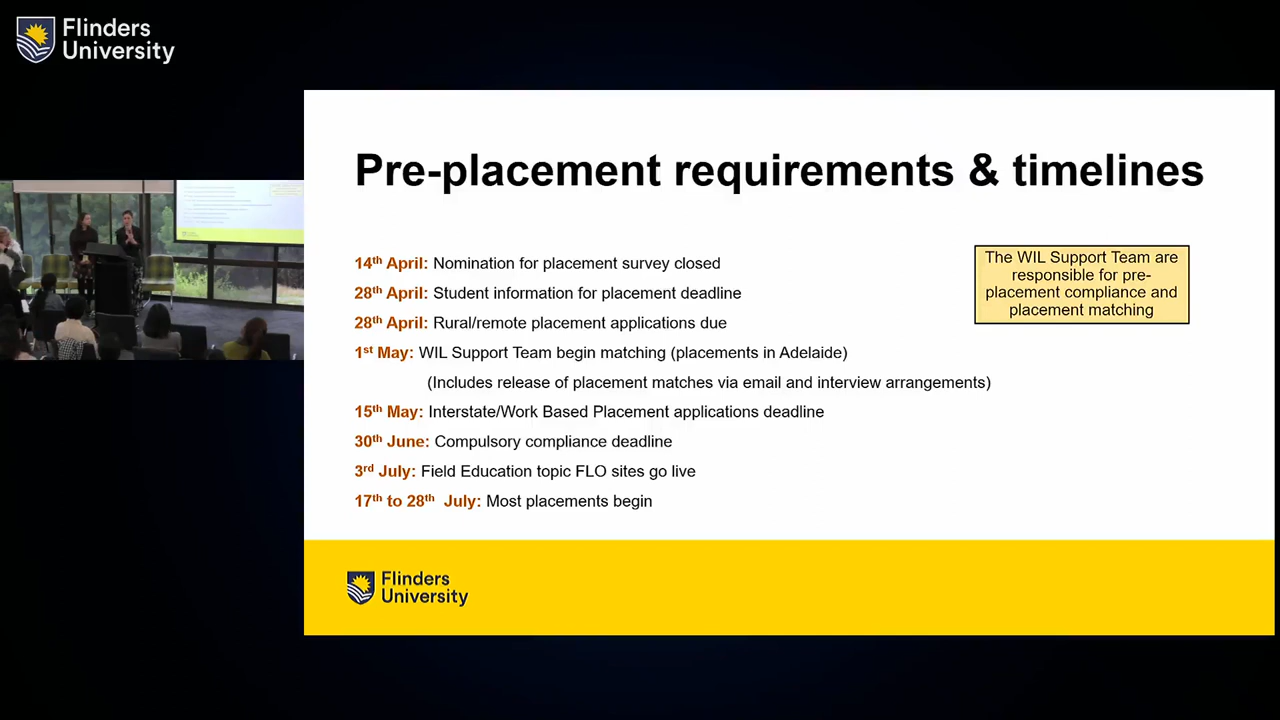 Flinders
University
Pre-placement requirements & timelines
14th April: Nomination for placement survey closed
28th April: Student information for placement deadline
28th April: Rural/remote placement applications due
1st May: WIL Support Team begin matching (placements in Adelaide)
(Includes release of placement matches via email and interview arrangements)
15th May: Interstate/Work Based Placement applications deadline
30th June: Compulsory compliance deadline
3rd July: Field Education topic FLO sites go live
17th to 28th July: Most placements begin
The WIL Support Team are
responsible for pre-
placement compliance and
placement matching
Flinders
University